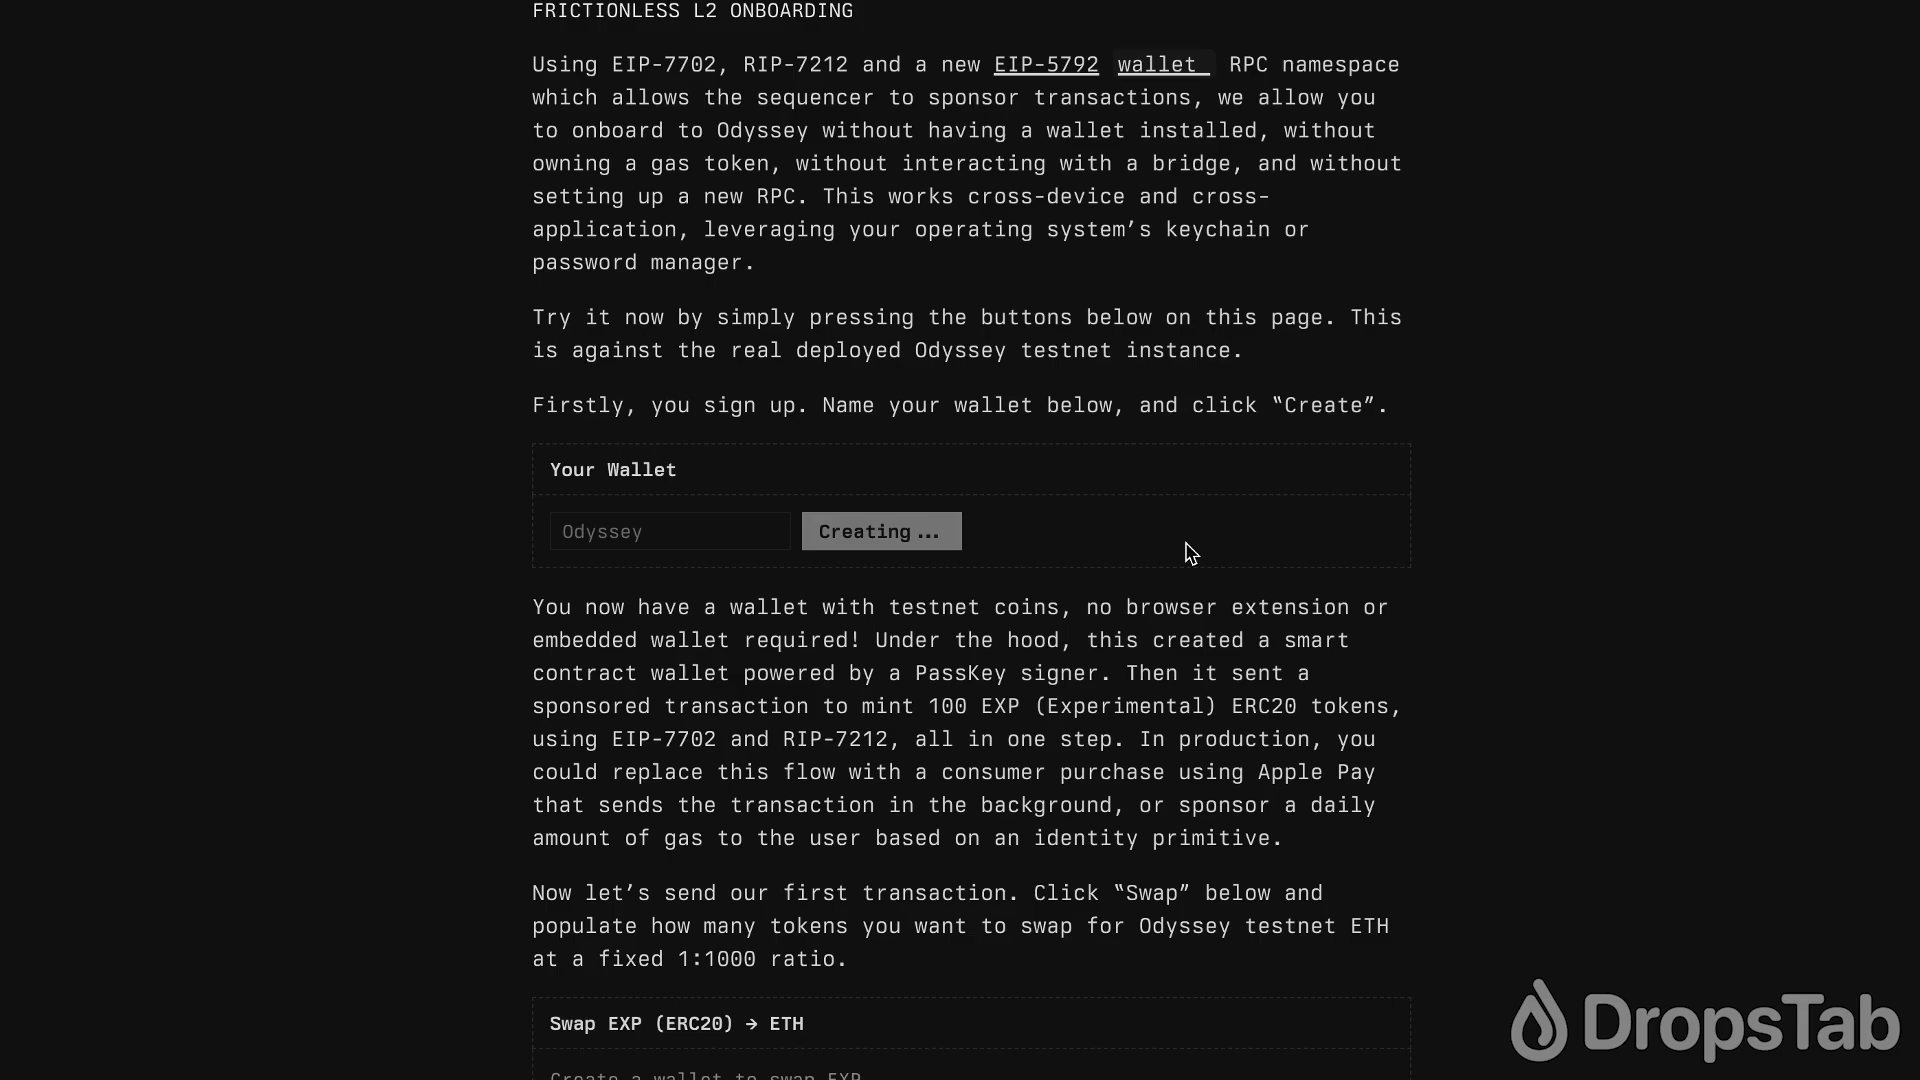 FRICTIONLESS L2 ONBOARDING
Using EIP-7702, RIP-7212 and a new EIP-5792 wallet_ RPC namespace
which allows the sequencer to sponsor transactions, we allow you
to onboard to Odyssey without having a wallet installed, without
owning a gas token, without interacting with a bridge, and without
setting up a new RPC. This works cross-device and cross-
application, leveraging your operating system’s keychain or
password manager.
Try it now by simply pressing the buttons below on this page. This
is against the real deployed Odyssey testnet instance.
Firstly, you sign up. Name your wallet below, and click “Create”.
Your Wallet
Odyssey Creating...
You now have a wallet with testnet coins, no browser extension or
embedded wallet required! Under the hood, this created a smart
contract wallet powered by a PassKey signer. Then it sent a
sponsored transaction to mint 100 EXP (Experimental) ERC20 tokens,
using EIP-7702 and RIP-7212, all in one step. In production, you
could replace this flow with a consumer purchase using Apple Pay
that sends the transaction in the background, or sponsor a daily
amount of gas to the user based on an identity primitive.
Now let’s send our first transaction. Click “Swap” below and
populate how many tokens you want to swap for Odyssey testnet ETH
at a fixed 1:1000 ratio.
Swap EXP (ERC20) → ETH
Create a wallet to swap EXP
DropsTab